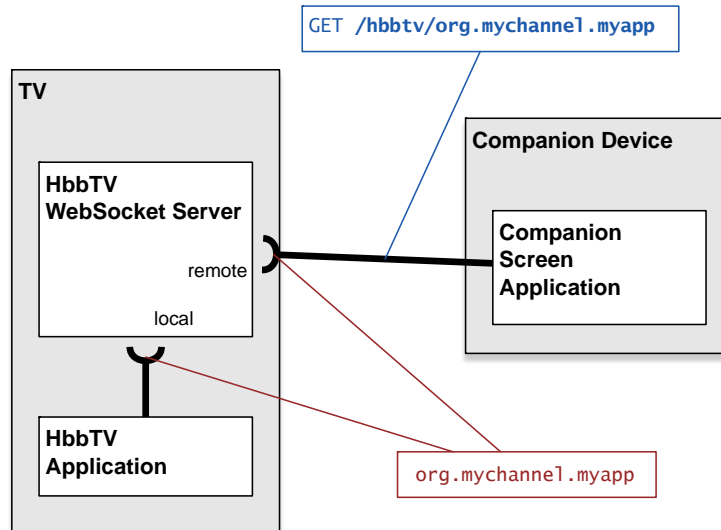 GET /hbbtv/org.mychannel.myapp
TV
Companion Device
HbbTV
WebSocket Server
remote
local
Companion
Screen
Application
HbbTV
Application
org.mychannel.myapp